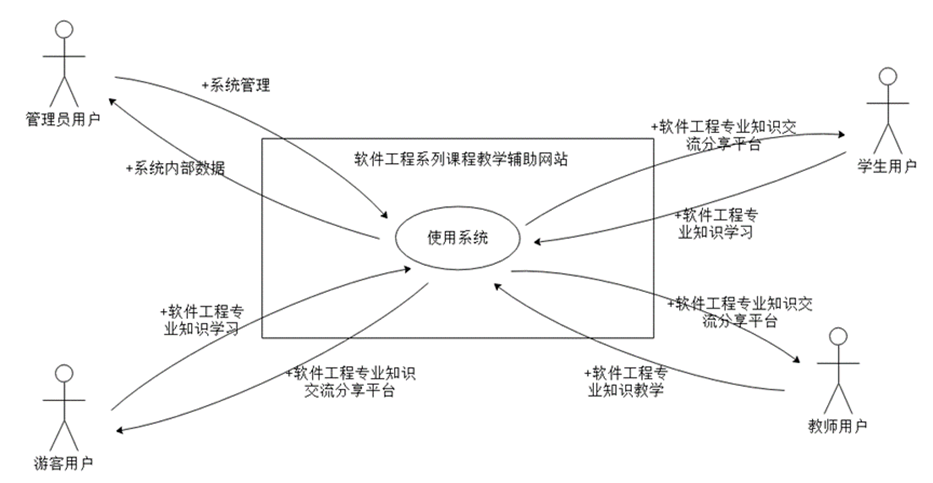 +系统管理
管理员用户
+软件工程专业知识交
流分享平台
软件工程系列课程教学辅助网站
+系统内部数据
学生用户
+软件工程专
业知识学习
使用系统
+软件工程专
业知识学习
+软件工程专业知识交
流分享平台
+软件工程专业知识
交流分享平台
+软件工程专
业知识教学
教师用户
游客用户